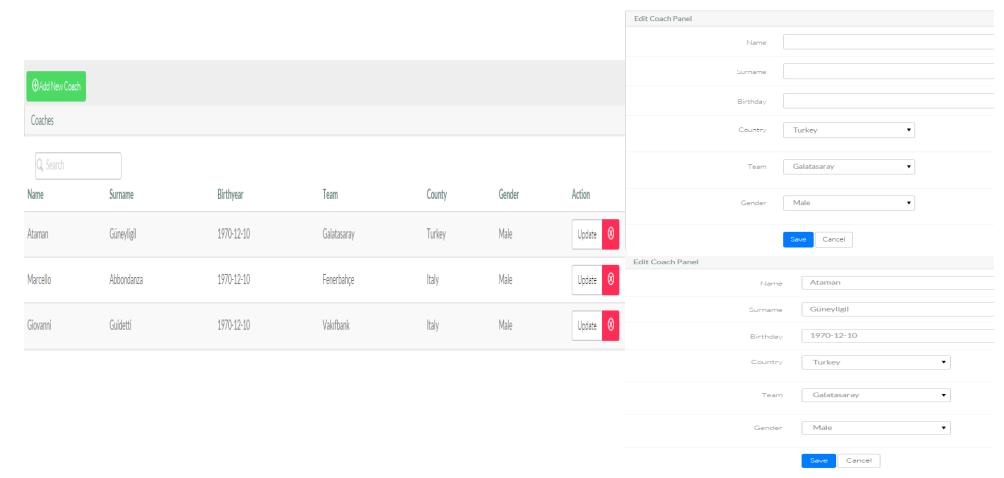 Add New Coach
Coaches
Search
Name Surname Birthyear Team County Gender Action
Ataman Güneyligil 1970-12-10 Galatasaray Turkey Male Update
Marcello Abbondanza 1970-12-10 Fenerbahçe Italy Male Update
Giovanni Guidetti 1970-12-10 Vakıfbank Italy Male Update
Edit Coach Panel
Name
Surname
Birthday
Country Turkey
Team Galatasaray
Gender Male
Save Cancel
Edit Coach Panel
Name Ataman
Surname Güneyligil
Birthday 1970-12-10
Country Turkey
Team Galatasaray
Gender Male
Save Cancel